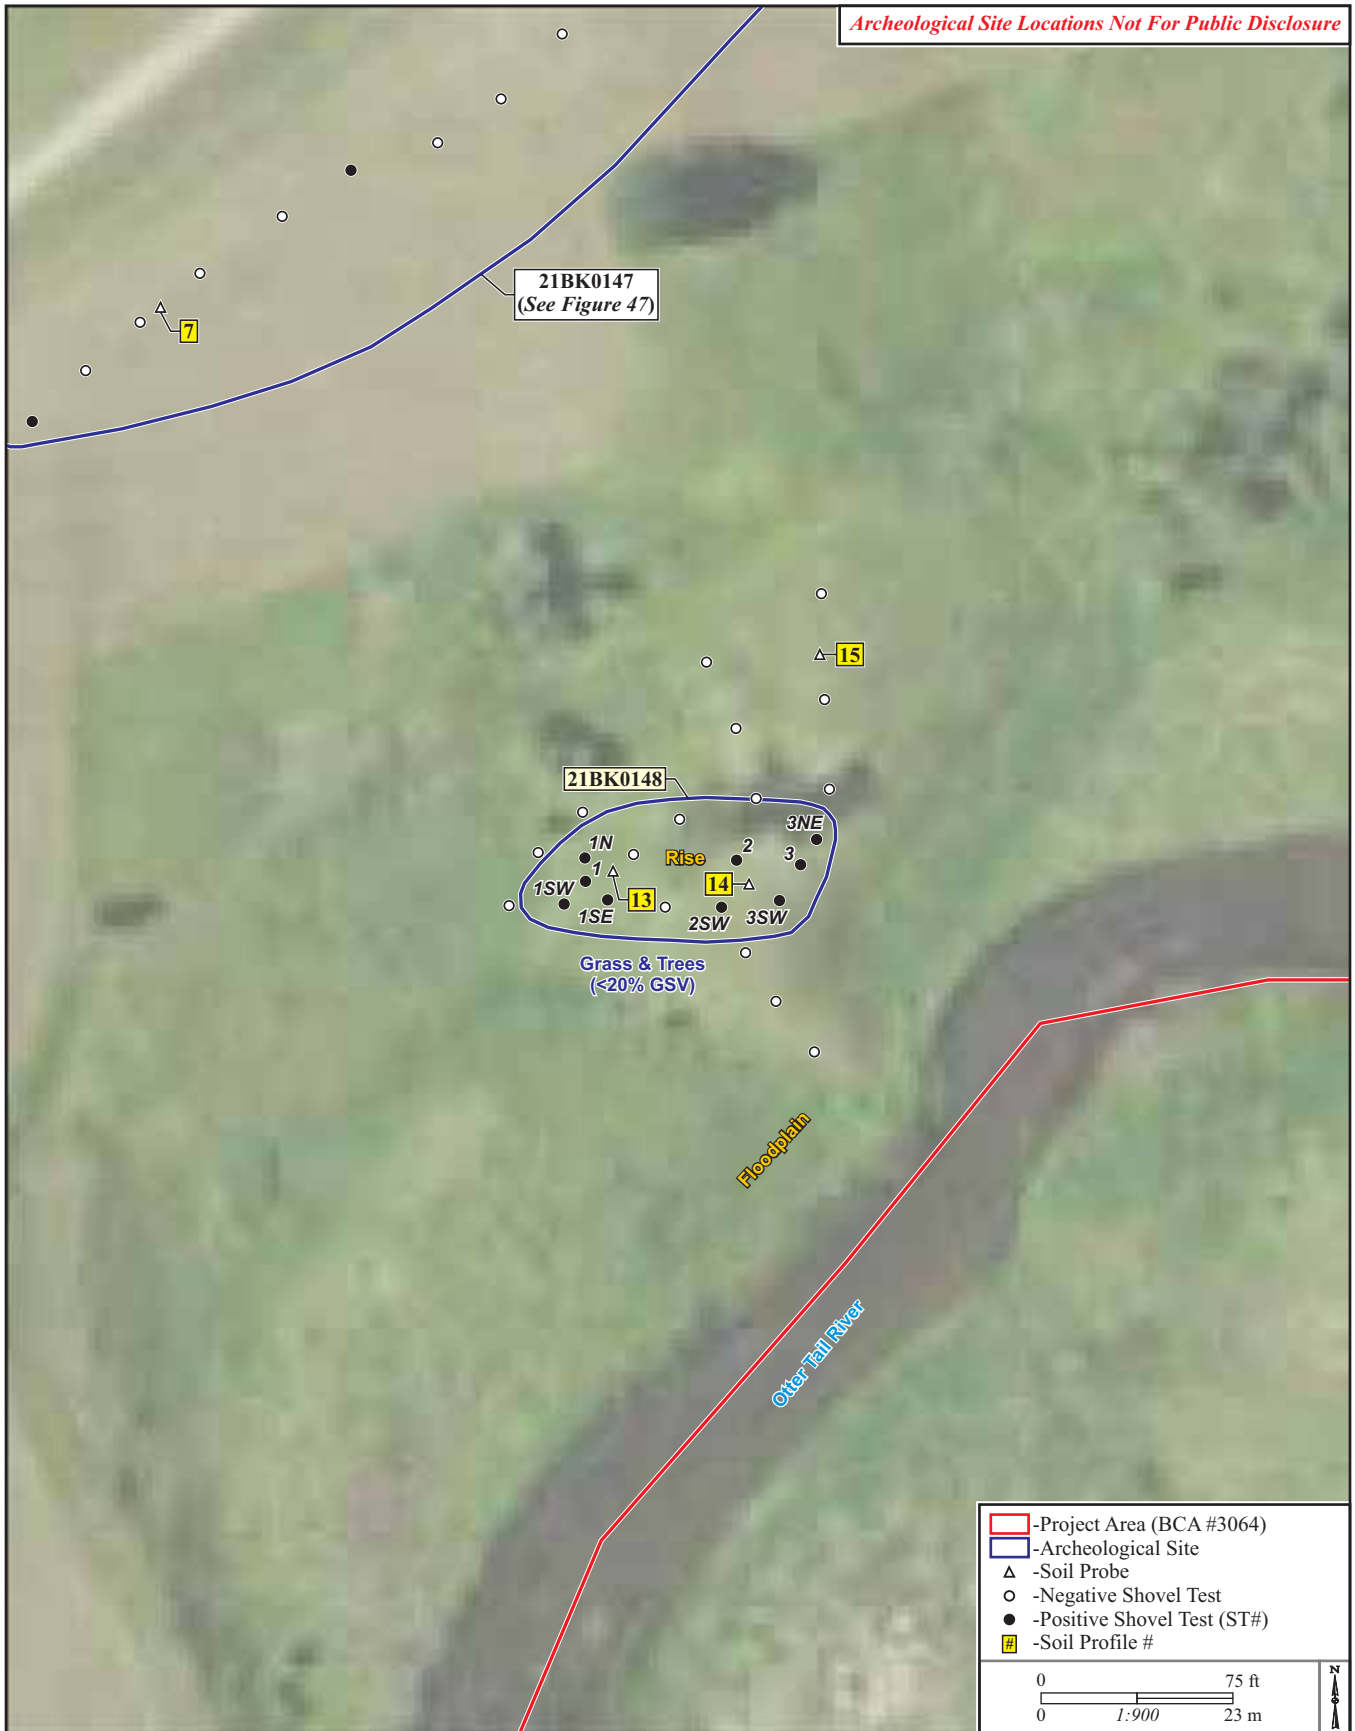 Archeological Site Locations Not For Public Disclosure
21BK0147
(See Figure 47)
7
15
21BK0148
3NE
1N
2
Rise
3
1
14
1SW
13
1SE
2SW
3SW
Grass & Trees
(<20% GSV)
Floodplain
Otter Tail River
-Project Area (BCA #3064)
-Archeological Site
-Soil Probe
-Negative Shovel Test
-Positive Shovel Test (ST#)
# -Soil Profile #
0 75 ft
0 1:900 23 m
N